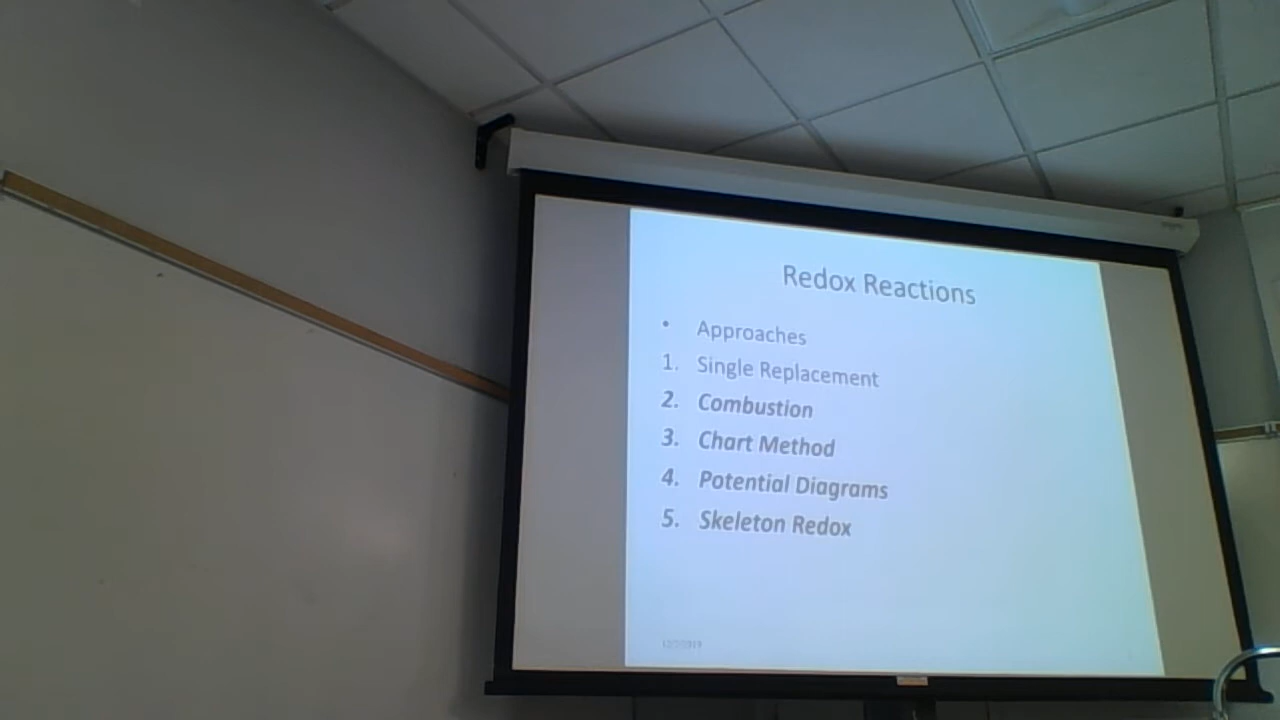 Redox Reactions
• Approaches
1. Single Replacement
2. Combustion
3. Chart Method
4. Potential Diagrams
5. Skeleton Redox